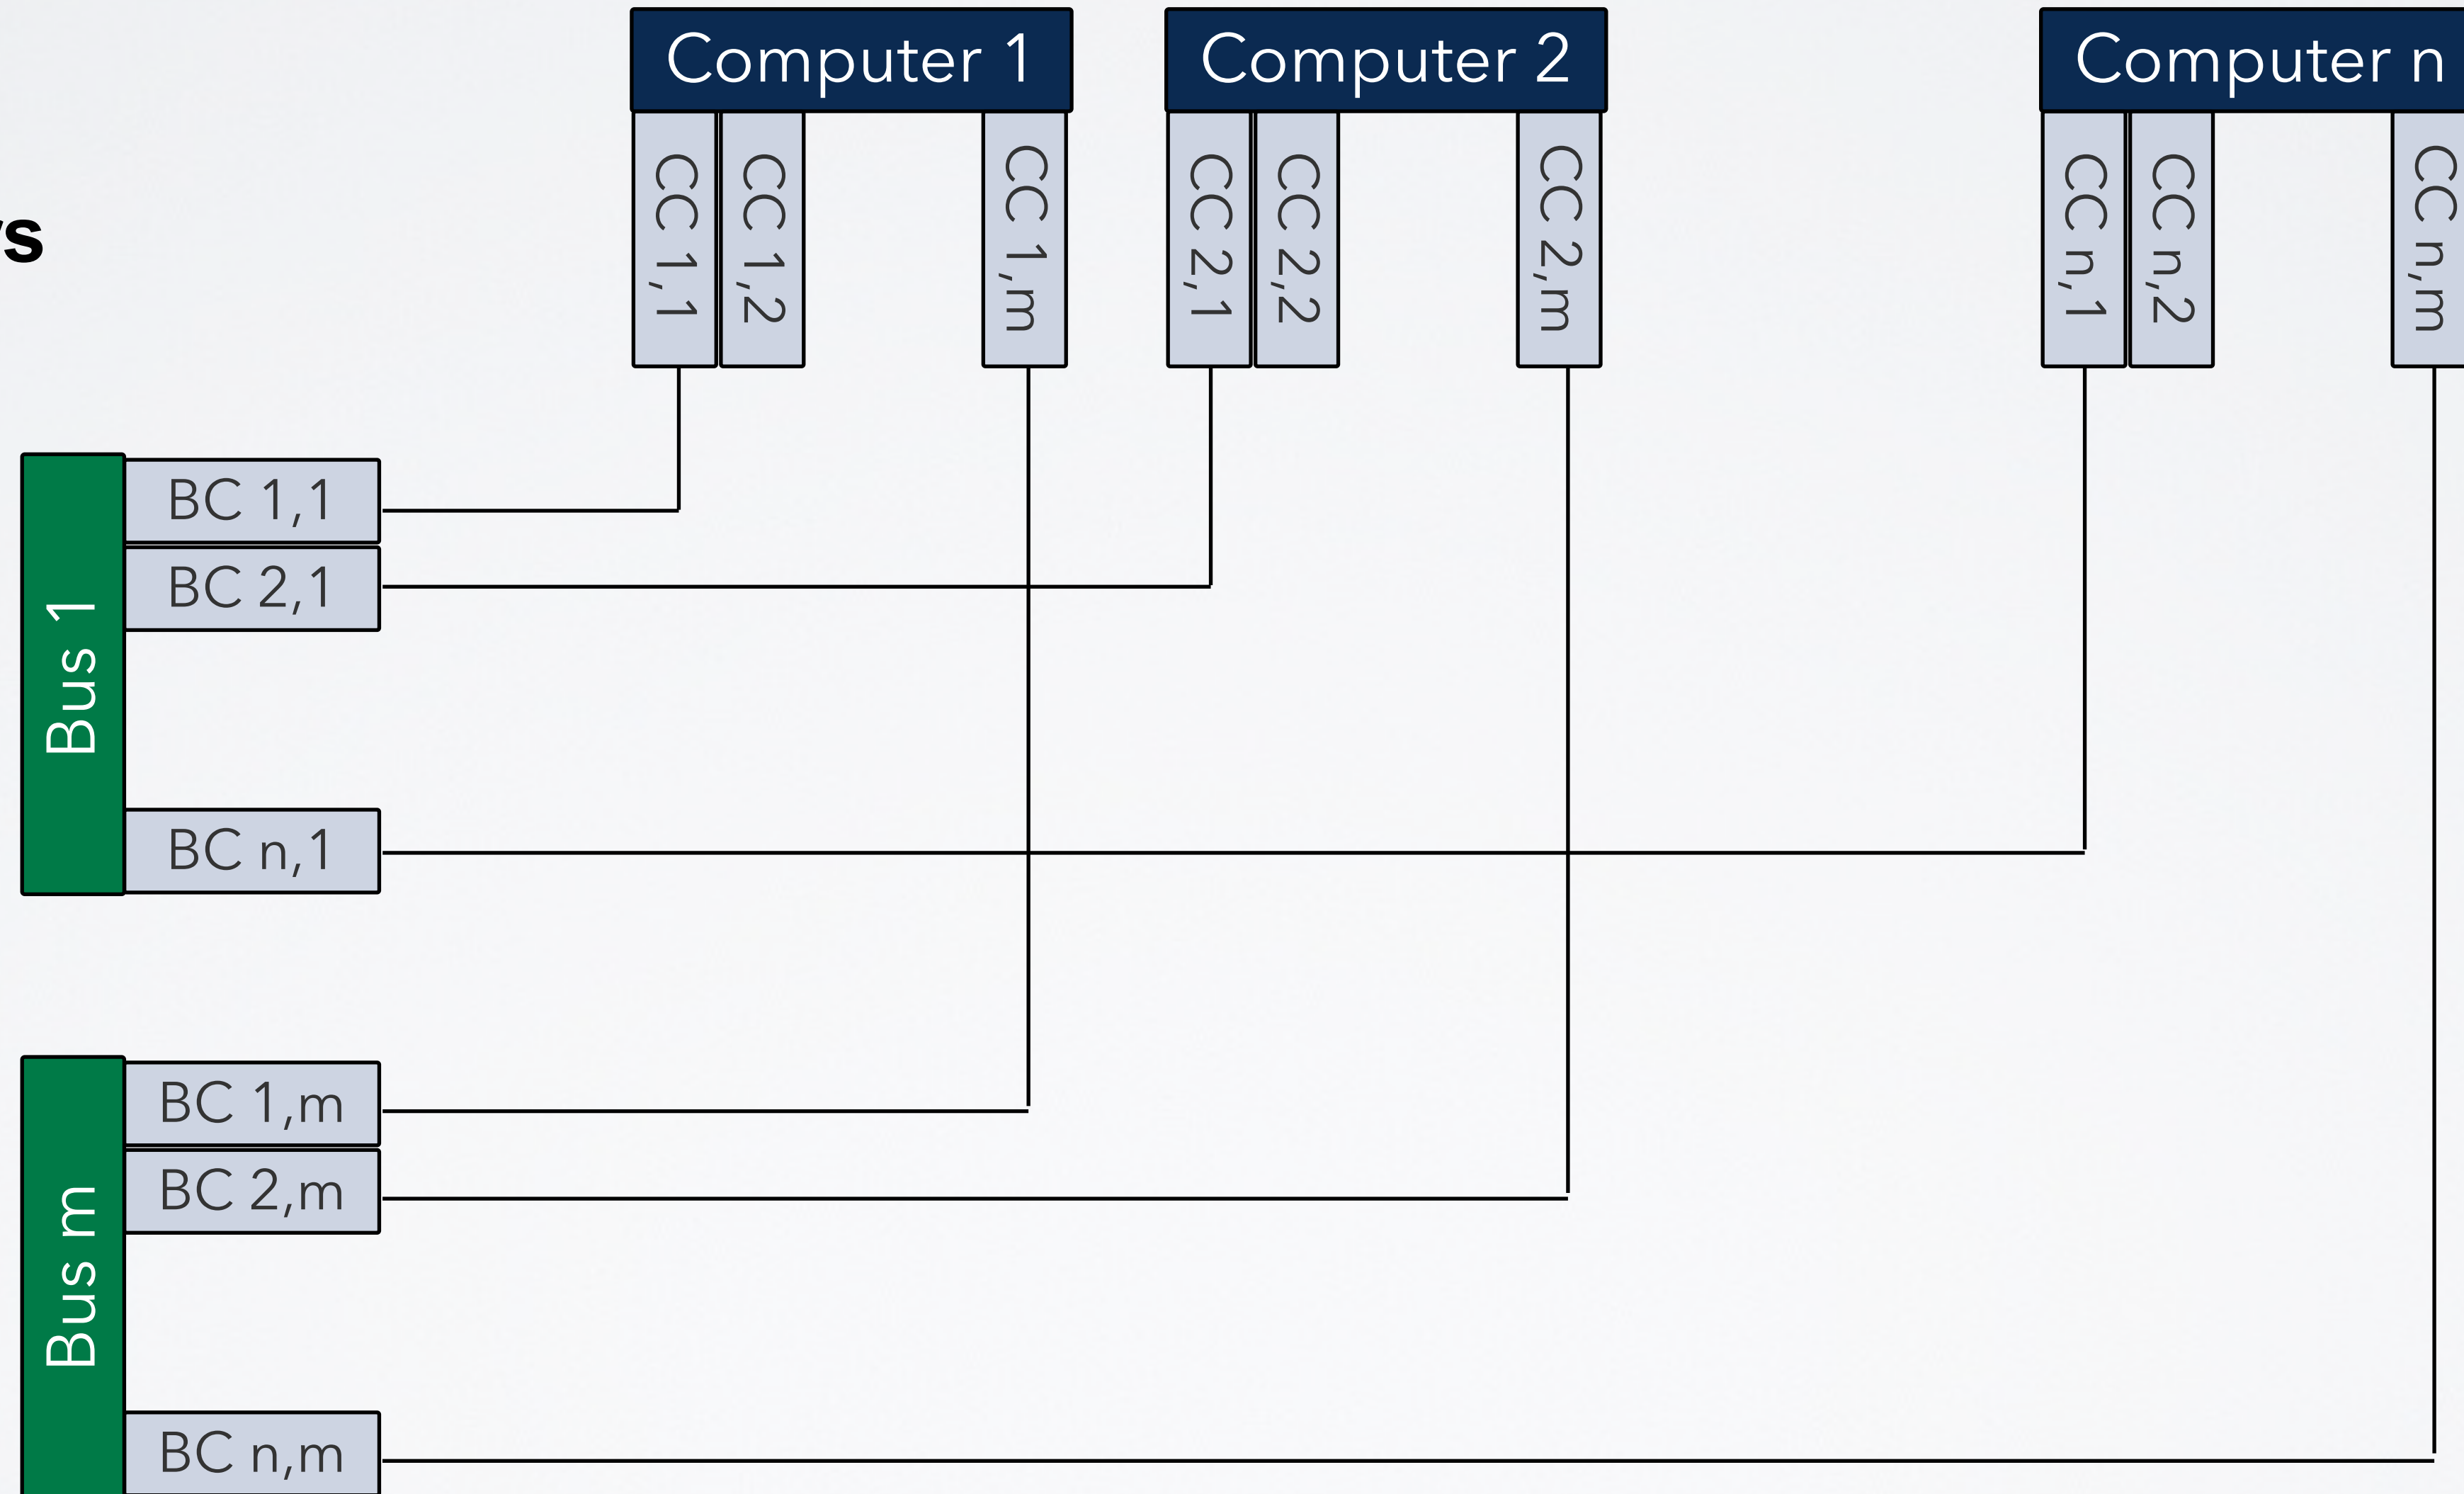 Computer 1
Computer 2
Computer n
CC 1,1
CC 1,2
CC 1,m
CC 2,1
CC 2,2
CC 2,m
CC n,1
CC n,2
CC n,m
Bus 1
BC 1,1
BC 2,1
BC n,1
Bus m
BC 1,m
BC 2,m
BC n,m